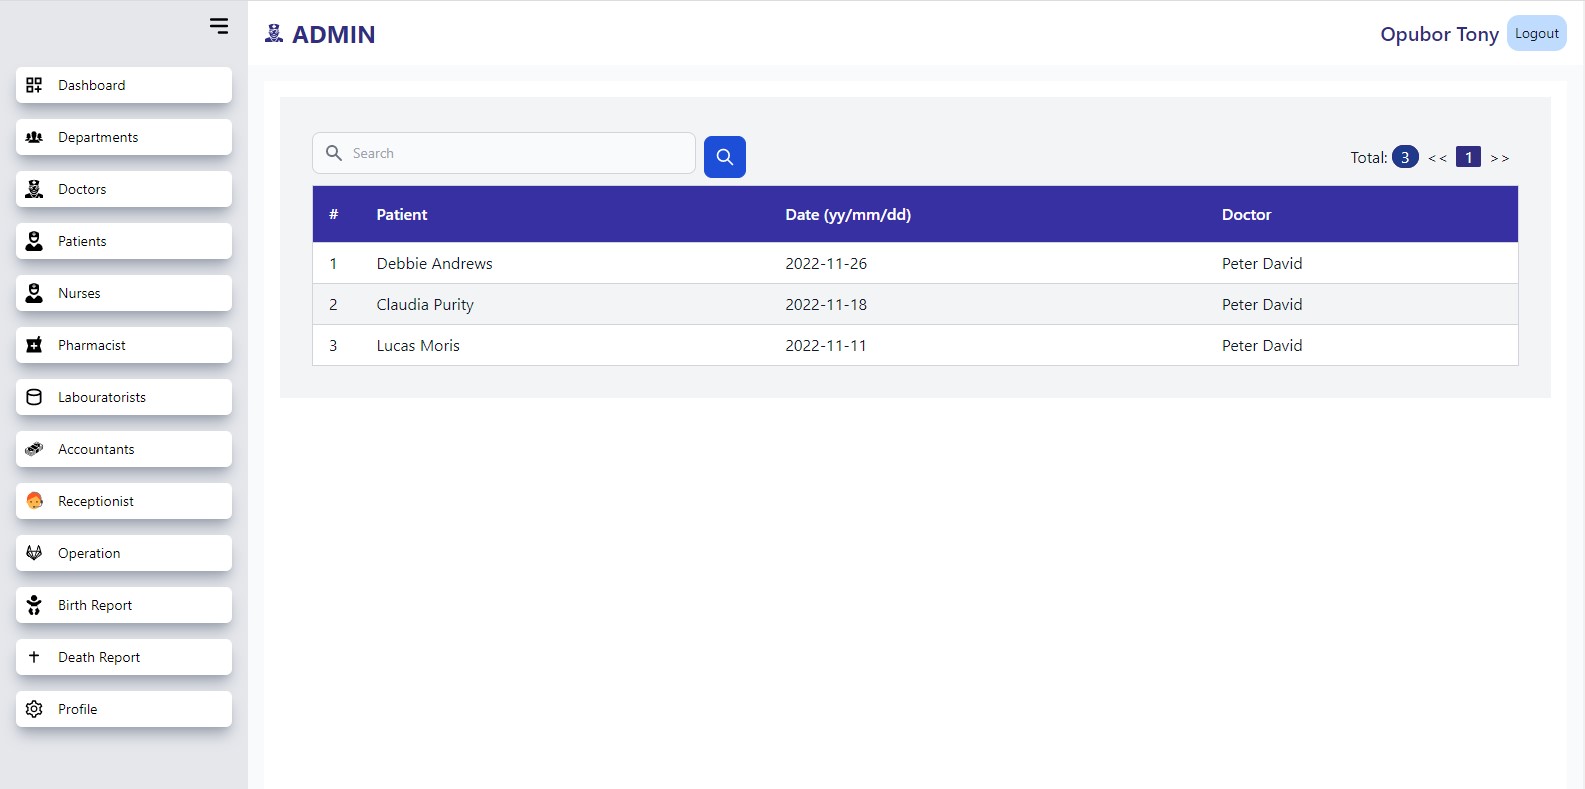 ADMIN
Opubor Tony
Logout
Dashboard
Departments
Doctors
Patients
Nurses
Pharmacist
Labouratorists
Accountants
Receptionist
Operation
Birth Report
Death Report
Profile
Search
Total: 3 << 1 >>
# Patient Date (yy/mm/dd) Doctor
1 Debbie Andrews 2022-11-26 Peter David
2 Claudia Purity 2022-11-18 Peter David
3 Lucas Moris 2022-11-11 Peter David